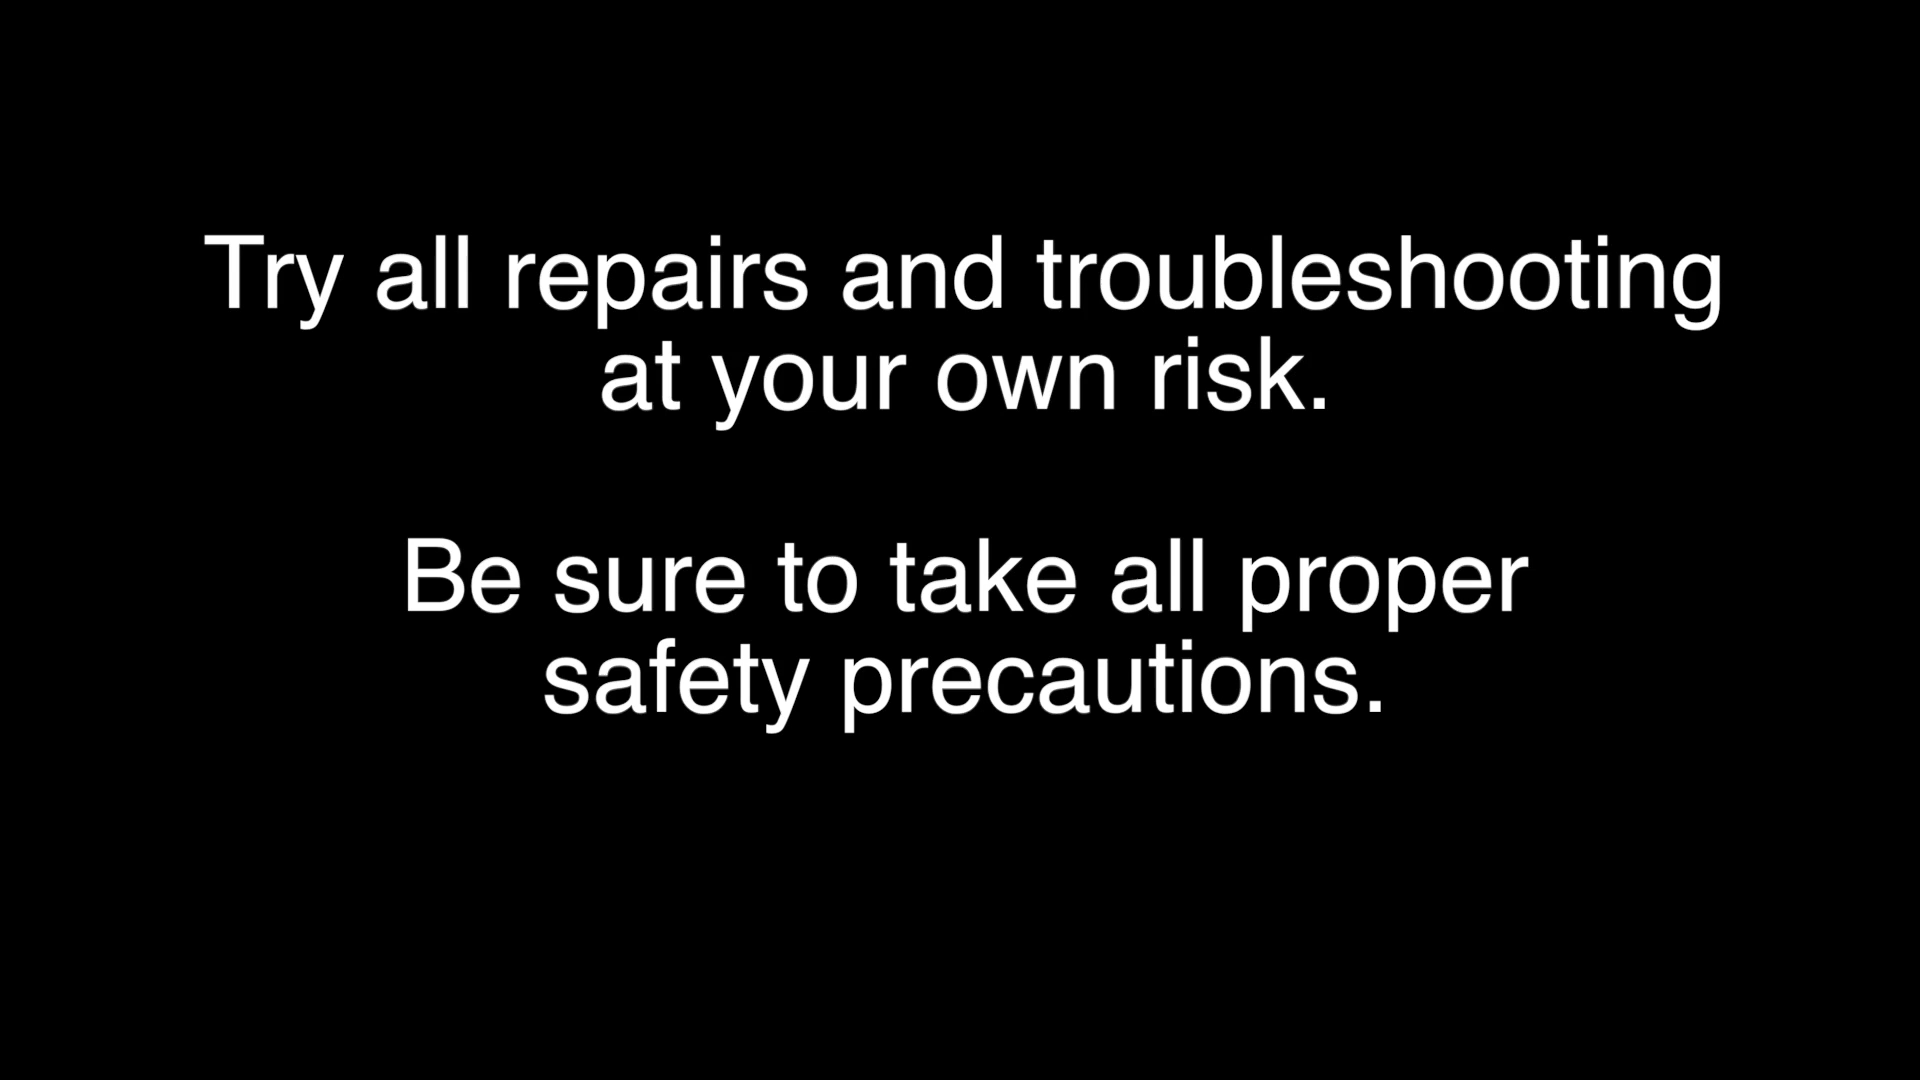 Try all repairs and troubleshooting
at your own risk.
Be sure to take all proper
safety precautions.